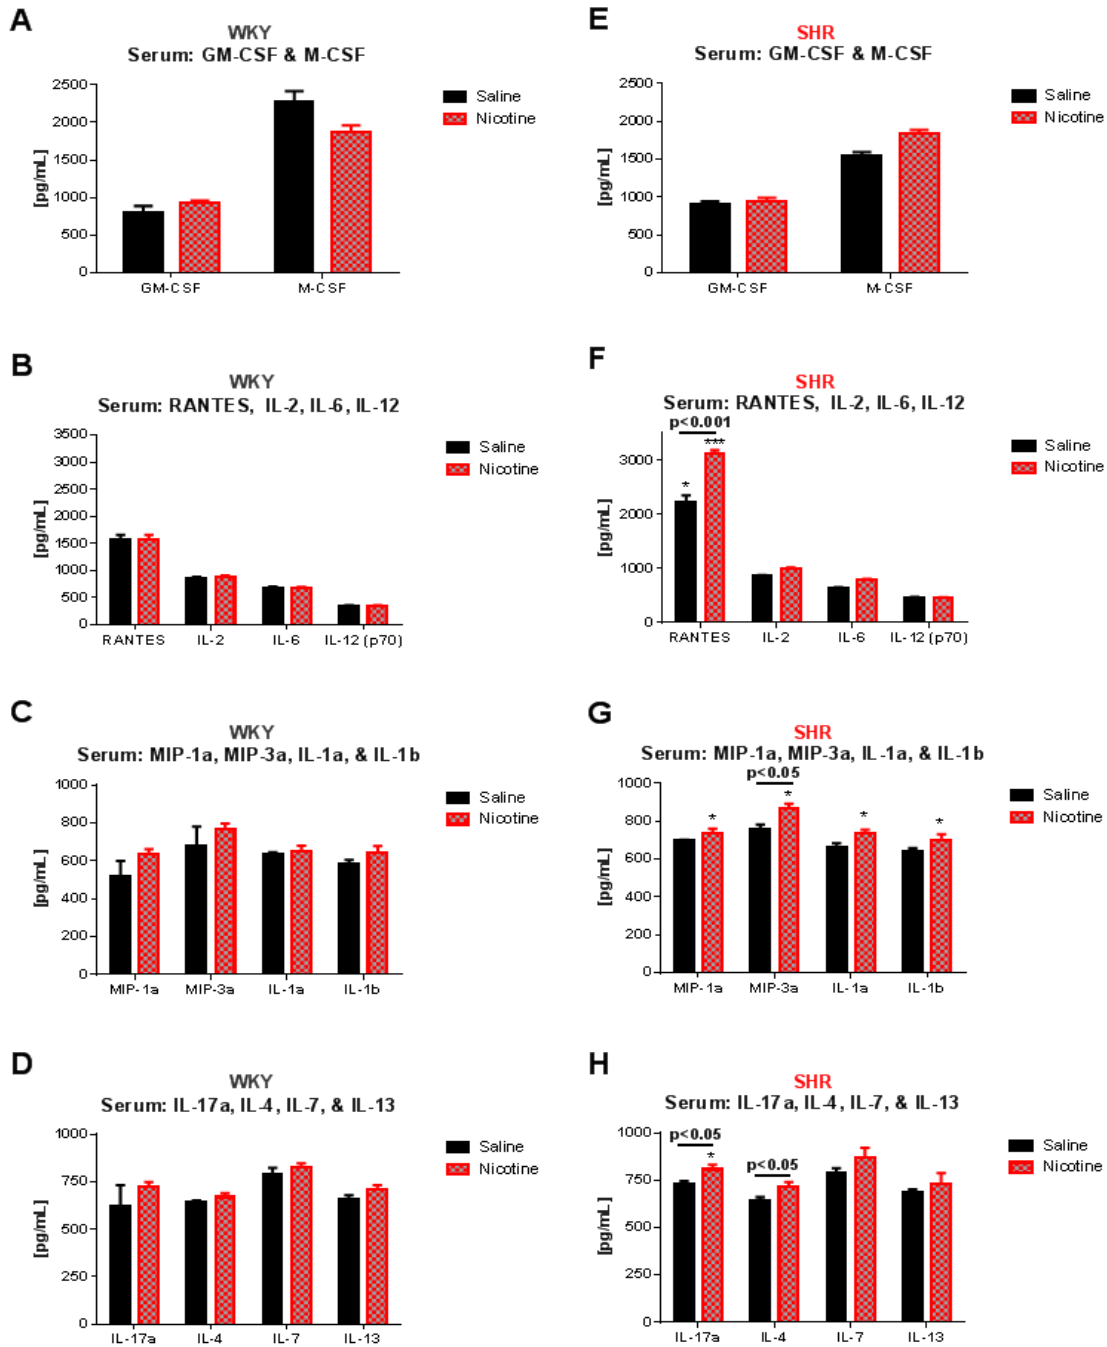 A
WKY
Serum: GM-CSF & M-CSF
2500
2000
1500
1000
500
0
[pg/mL]
GM-CSF
M-CSF
Saline
Nicotine
E
SHR
Serum: GM-CSF & M-CSF
2500
2000
1500
1000
500
0
[pg/mL]
GM-CSF
M-CSF
Saline
Nicotine
B
WKY
Serum: RANTES, IL-2, IL-6, IL-12
3500
3000
2500
2000
1500
1000
500
0
[pg/mL]
RANTES
IL-2
IL-6
IL-12 (p70)
Saline
Nicotine
F
SHR
Serum: RANTES, IL-2, IL-6, IL-12
p<0.001
***
*
3000
2000
1000
0
[pg/mL]
RANTES
IL-2
IL-6
IL-12 (p70)
Saline
Nicotine
C
WKY
Serum: MIP-1a, MIP-3a, IL-1a, & IL-1b
1000
800
600
400
200
0
[pg/mL]
MIP-1a
MIP-3a
IL-1a
IL-1b
Saline
Nicotine
G
SHR
Serum: MIP-1a, MIP-3a, IL-1a, & IL-1b
p<0.05
*
*
*
*
1000
800
600
400
200
0
[pg/mL]
MIP-1a
MIP-3a
IL-1a
IL-1b
Saline
Nicotine
D
WKY
Serum: IL-17a, IL-4, IL-7, & IL-13
1000
750
500
250
0
[pg/mL]
IL-17a
IL-4
IL-7
IL-13
Saline
Nicotine
H
SHR
Serum: IL-17a, IL-4, IL-7, & IL-13
p<0.05
*
p<0.05
1000
750
500
250
0
[pg/mL]
IL-17a
IL-4
IL-7
IL-13
Saline
Nicotine